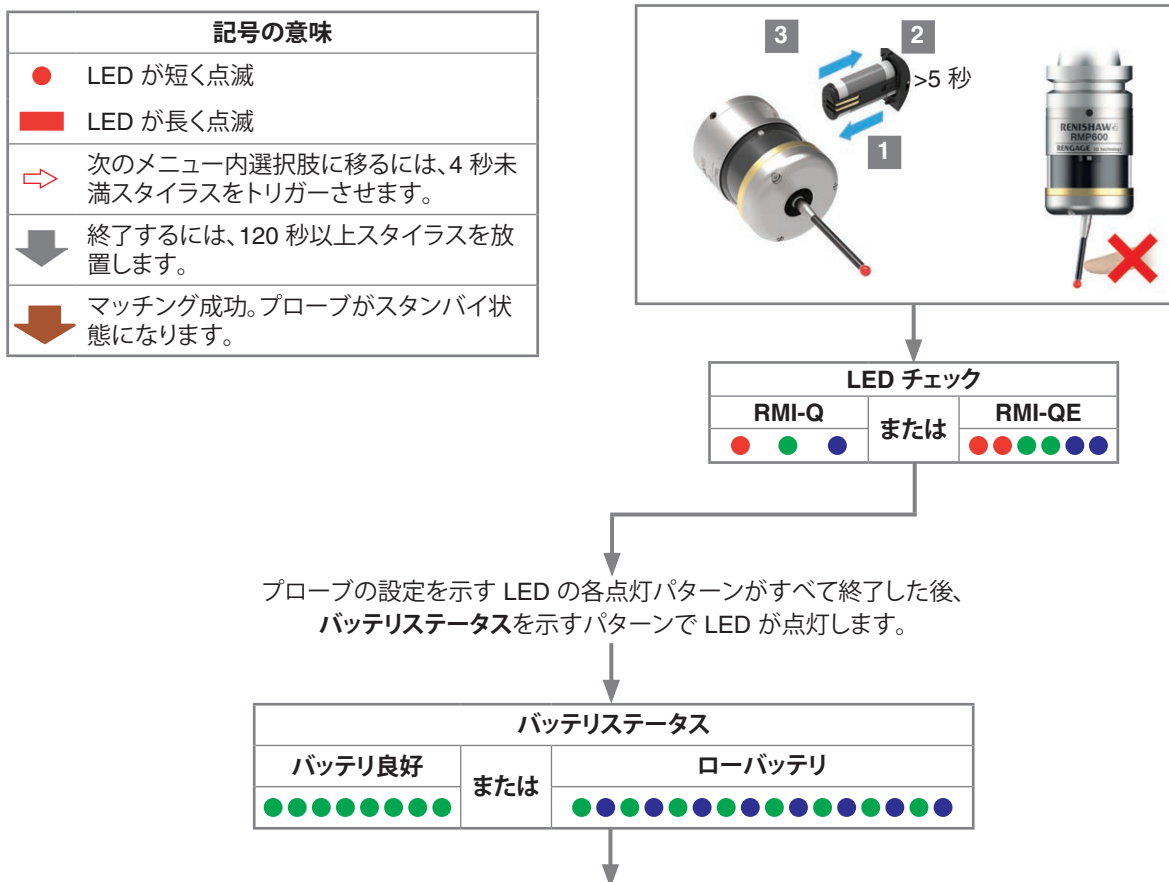 記号の意味
LED が短く点滅
LED が長く点滅
次のメニュー内選択肢に移るには、4 秒未
満スタイラスをトリガーさせます。
終了するには、120 秒以上スタイラスを放
置します。
マッチング成功。プローブがスタンバイ状
態になります。
3
2
>5 秒
1
RENISHAW
RMP600
RENGAGE
LED チェック
RMI-Q
または
RMI-QE
プローブの設定を示す LED の各点灯パターンがすべて終了した後、
バッテリステータスを示すパターンで LED が点灯します。
バッテリステータス
バッテリ良好
または
ローバッテリ